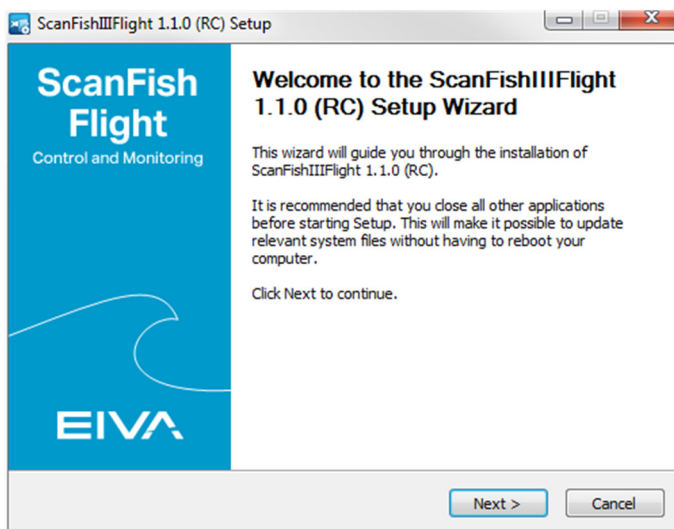 ScanFishIIIFlight 1.1.0 (RC) Setup
ScanFish
Flight
Control and Monitoring
EIVA
Welcome to the ScanFishIIIFlight
1.1.0 (RC) Setup Wizard
This wizard will guide you through the installation of
ScanFishIIIFlight 1.1.0 (RC).
It is recommended that you close all other applications
before starting Setup. This will make it possible to update
relevant system files without having to reboot your
computer.
Click Next to continue.
Next >
Cancel